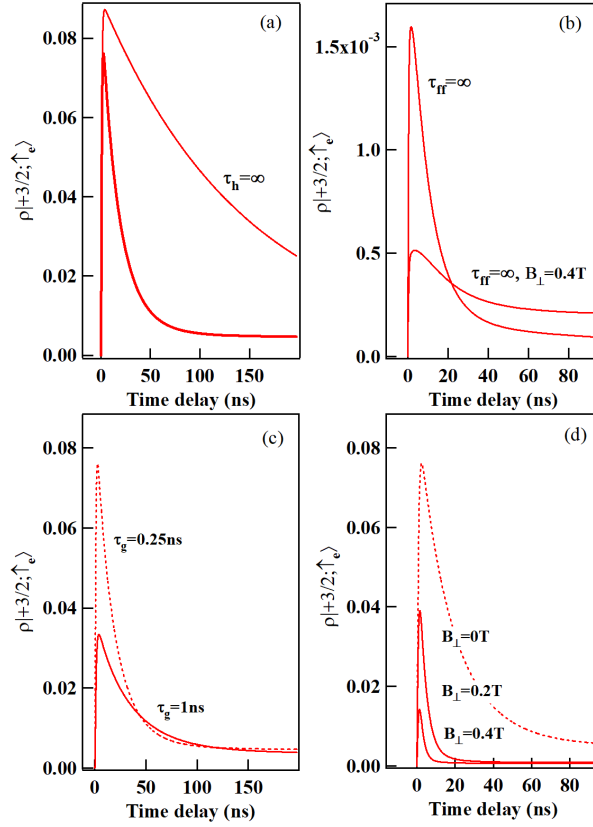 (a)
0.08
0.06
0.04
0.02
0.00
ρ|+3/2;↑e⟩
τh=∞
0 50 100 150
Time delay (ns)
(b)
1.5x10-3
1.0
0.5
0.0
ρ|+3/2;↑e⟩
τff=∞
τff=∞, B⊥=0.4T
0 20 40 60 80
Time delay (ns)
(c)
0.08
0.06
0.04
0.02
0.00
ρ|+3/2;↑e⟩
τg=0.25ns
τg=1ns
0 50 100 150
Time delay (ns)
(d)
0.08
0.06
0.04
0.02
0.00
ρ|+3/2;↑e⟩
B⊥=0T
B⊥=0.2T
B⊥=0.4T
0 20 40 60 80
Time delay (ns)